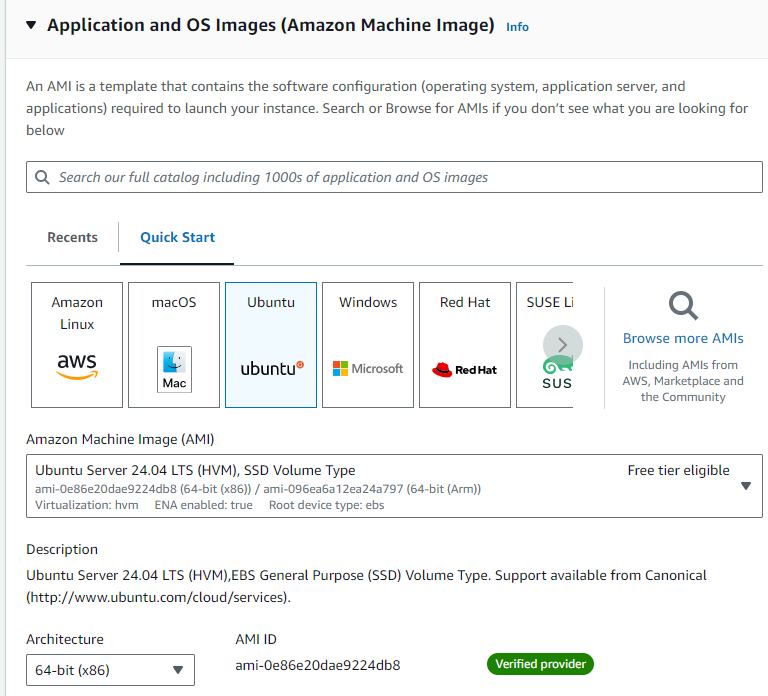 Application and OS Images (Amazon Machine Image) Info
An AMI is a template that contains the software configuration (operating system, application server, and
applications) required to launch your instance. Search or Browse for AMIs if you don’t see what you are looking for
below
Search our full catalog including 1000s of application and OS images
Recents
Quick Start
Amazon
Linux
aws
macOS
Mac
Ubuntu
ubuntu
Windows
Microsoft
Red Hat
Red Hat
SUSE Li
SUS
Browse more AMIs
Including AMIs from
AWS, Marketplace and
the Community
Amazon Machine Image (AMI)
Ubuntu Server 24.04 LTS (HVM), SSD Volume Type
Free tier eligible
ami-0e86e20dae9224db8 (64-bit (x86)) / ami-096ea6a12ea24a797 (64-bit (Arm))
Virtualization: hvm ENA enabled: true Root device type: ebs
Description
Ubuntu Server 24.04 LTS (HVM),EBS General Purpose (SSD) Volume Type. Support available from Canonical
(http://www.ubuntu.com/cloud/services).
Architecture
AMI ID
64-bit (x86)
ami-0e86e20dae9224db8
Verified provider